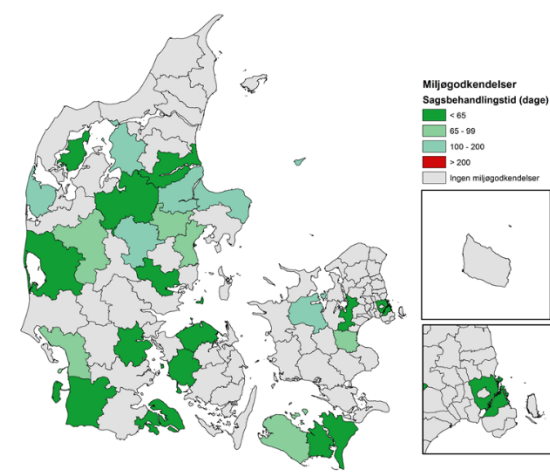 Miljøgodkendelser
Sagsbehandlingstid (dage)
< 65
65 - 99
100 - 200
> 200
Ingen miljøgodkendelser